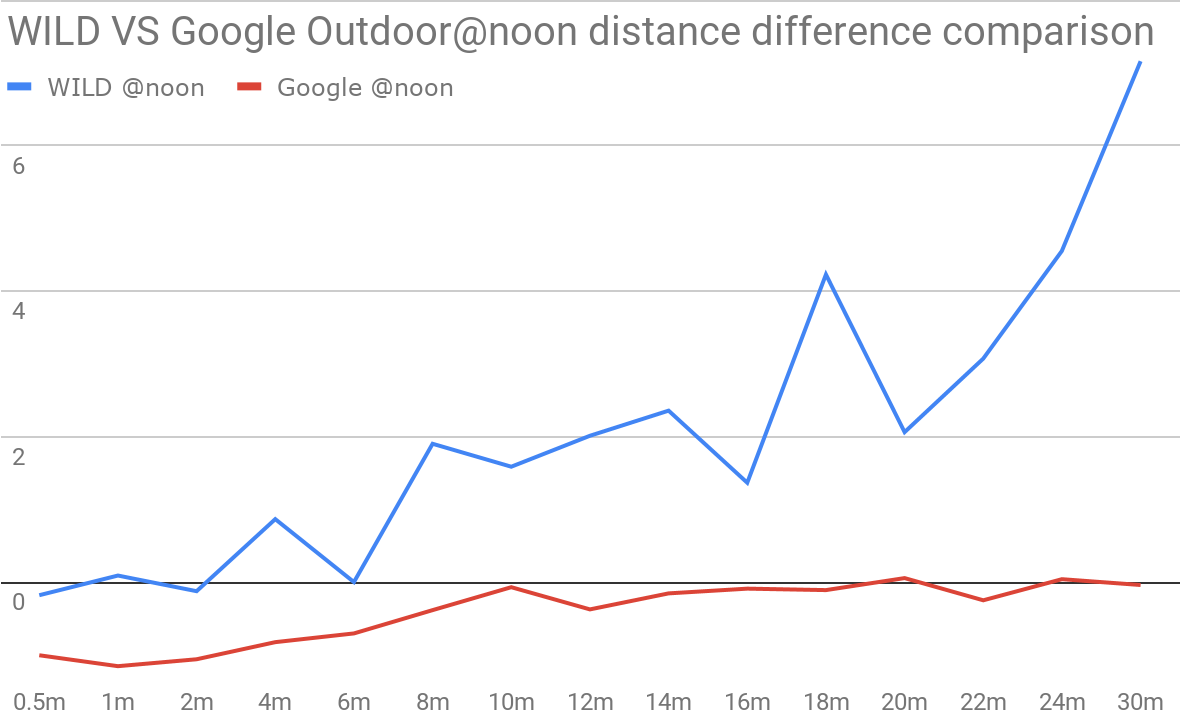 WILD VS Google Outdoor@noon distance difference comparison
WILD @noon Google @noon
6
4
2
0
0.5m 1m 2m 4m 6m 8m 10m 12m 14m 16m 18m 20m 22m 24m 30m